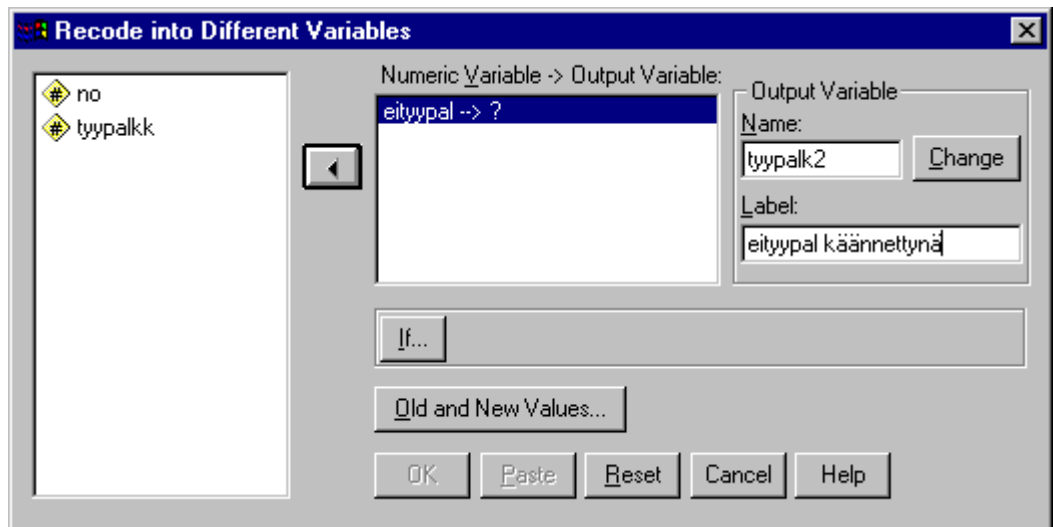 Recode into Different Variables
no
tyypalkk
Numeric Variable -> Output Variable:
eityypal --> ?
Output Variable
Name:
tyypalk2
Change
Label:
eityypal käännettynä
If...
Old and New Values...
OK
Paste
Reset
Cancel
Help